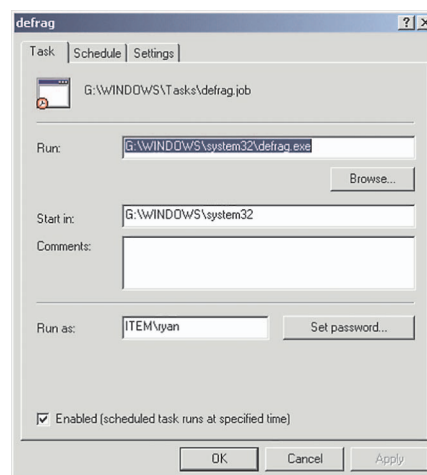 defrag
Task Schedule Settings
G:\WINDOWS\Tasks\defrag.job
Run: G:\WINDOWS\system32\defrag.exe
Browse...
Start in: G:\WINDOWS\system32
Comments:
Run as: ITEM\ryan Set password...
Enabled (scheduled task runs at specified time)
OK Cancel Apply